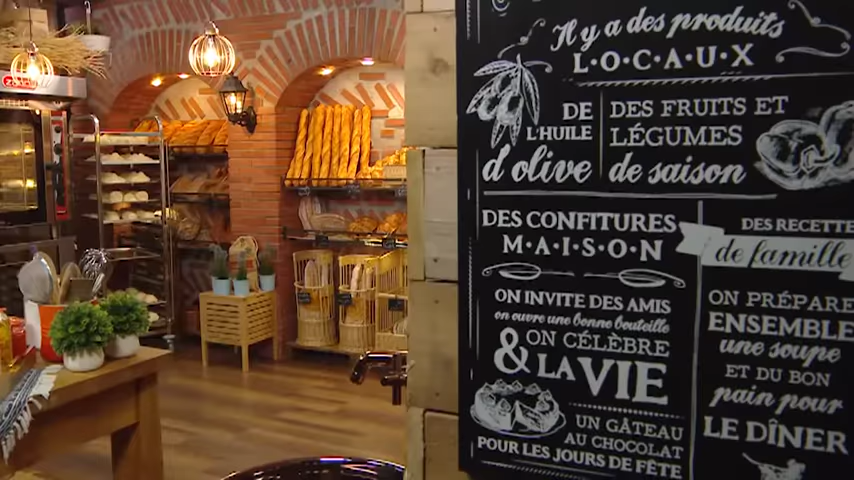 Il y a des produits
L·O·C·A·U·X
DE
L'HUILE
d'olive
DES FRUITS ET
LÉGUMES
de saison
DES CONFITURES
M·A·I·S·O·N
DES RECETTE
de famille
ON INVITE DES AMIS
on ouvre une bonne bouteille
& ON CÉLÈBRE
LA VIE
UN GÂTEAU
AU CHOCOLAT
POUR LES JOURS DE FÊTE
ON PRÉPARE
ENSEMBLE
une soupe
ET DU BON
pain pour
LE DÎNER